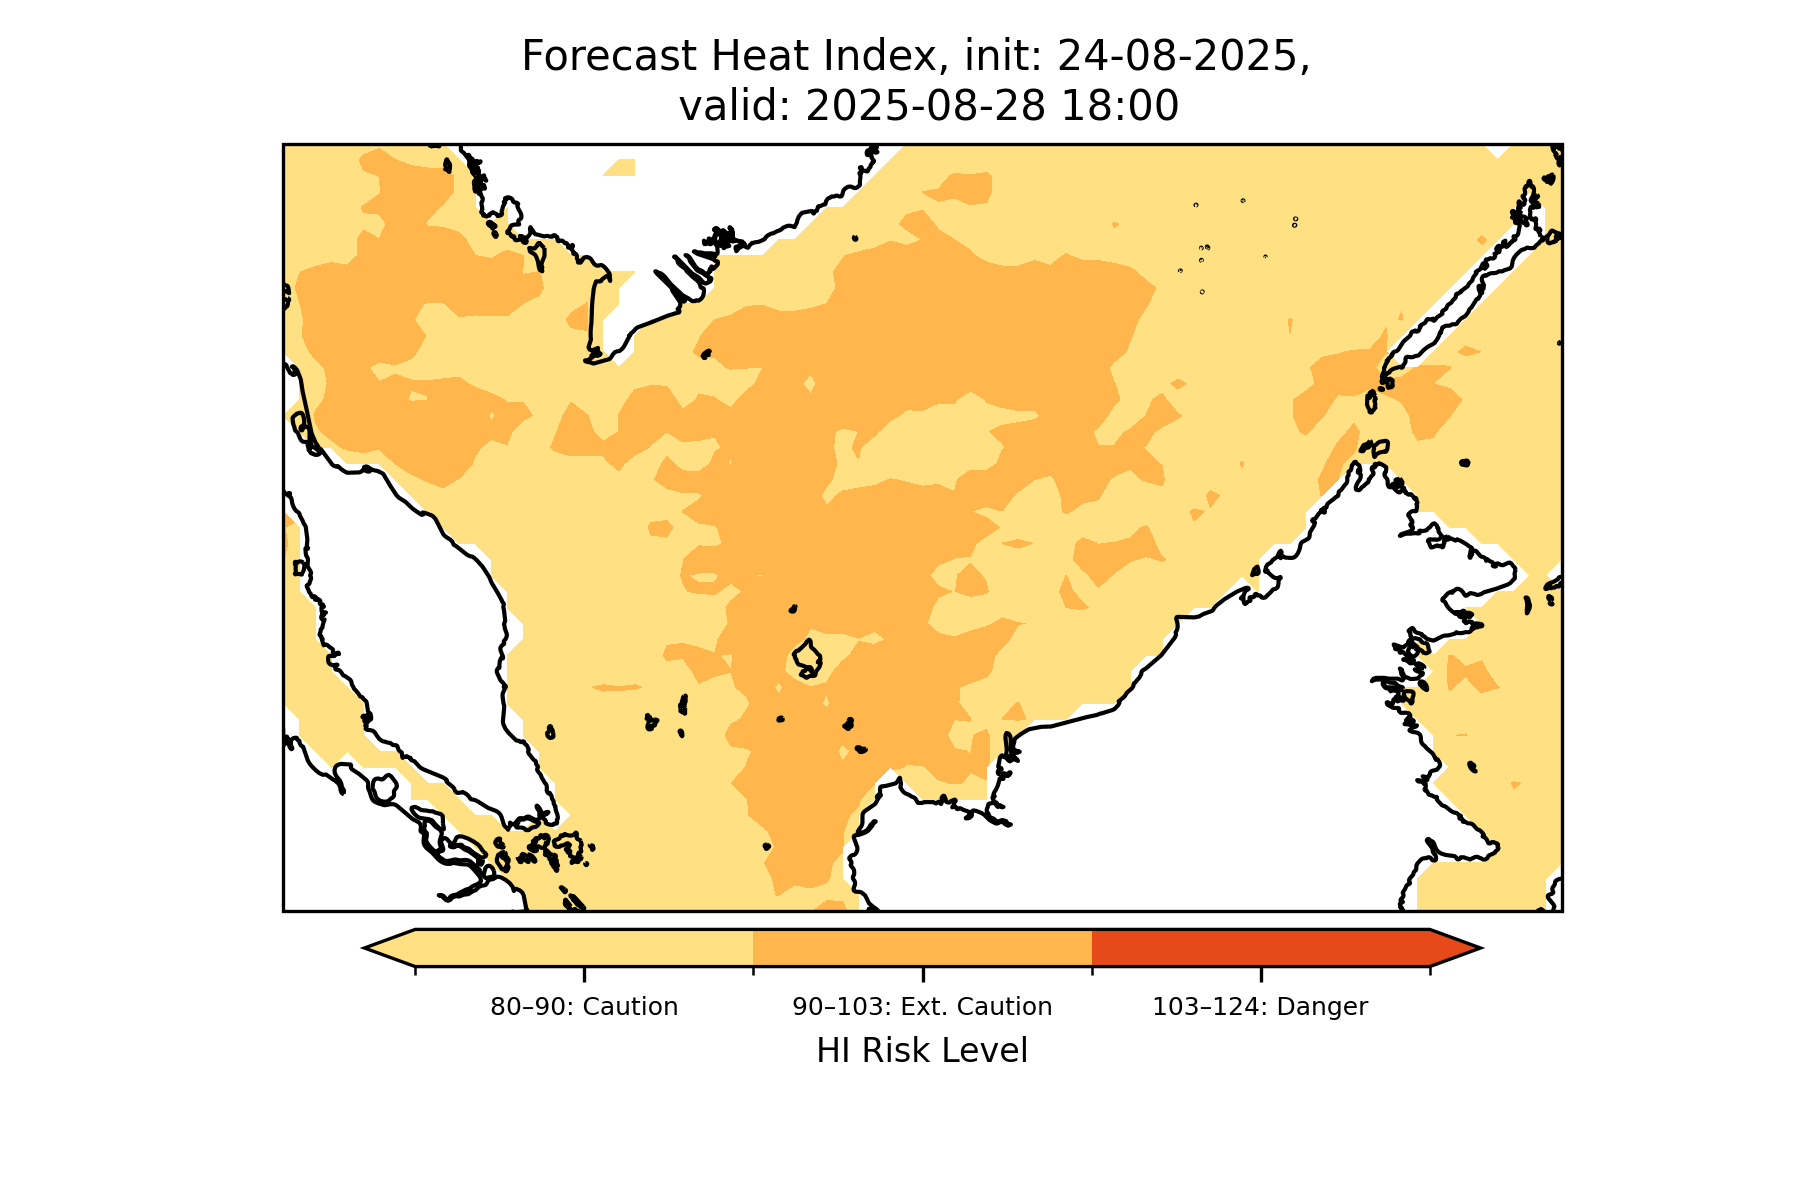 Forecast Heat Index, init: 24-08-2025,
valid: 2025-08-28 18:00
80–90: Caution
90–103: Ext. Caution
103–124: Danger
HI Risk Level